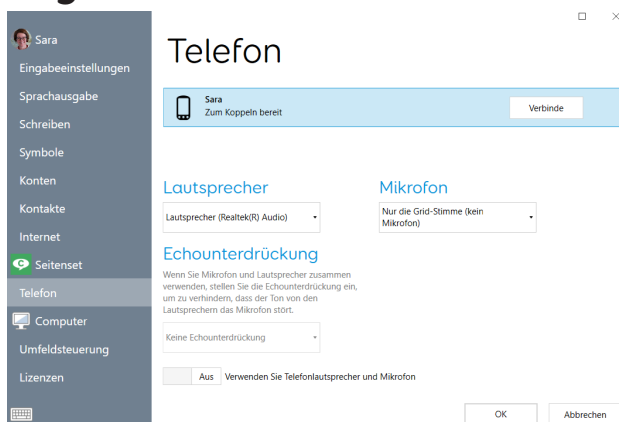 Sara
Eingabeeinstellungen
Sprachausgabe
Schreiben
Symbole
Konten
Kontakte
Internet
Seitenset
Telefon
Computer
Umfeldsteuerung
Lizenzen
Telefon
Sara
Zum Koppeln bereit
Verbinde
Lautsprecher
Lautsprecher (Realtek(R) Audio)
Mikrofon
Nur die Grid-Stimme (kein
Mikrofon)
Echounterdrückung
Wenn Sie Mikrofon und Lautsprecher zusammen
verwenden, stellen Sie die Echounterdrückung ein,
um zu verhindern, dass der Ton von den
Lautsprechern das Mikrofon stört.
Keine Echounterdrückung
Aus Verwenden Sie Telefonlautsprecher und Mikrofon
OK Abbrechen